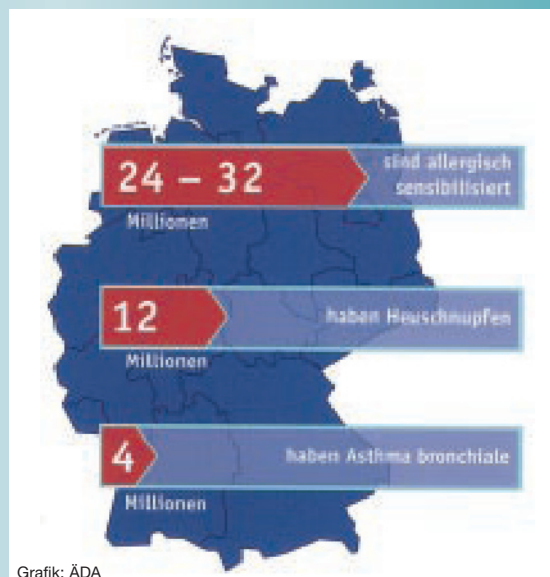 24 – 32
sind allergisch
sensibilisiert
Millionen
12
haben Heuschnupfen
Millionen
4
haben Asthma bronchiale
Millionen
Grafik: ÄDA